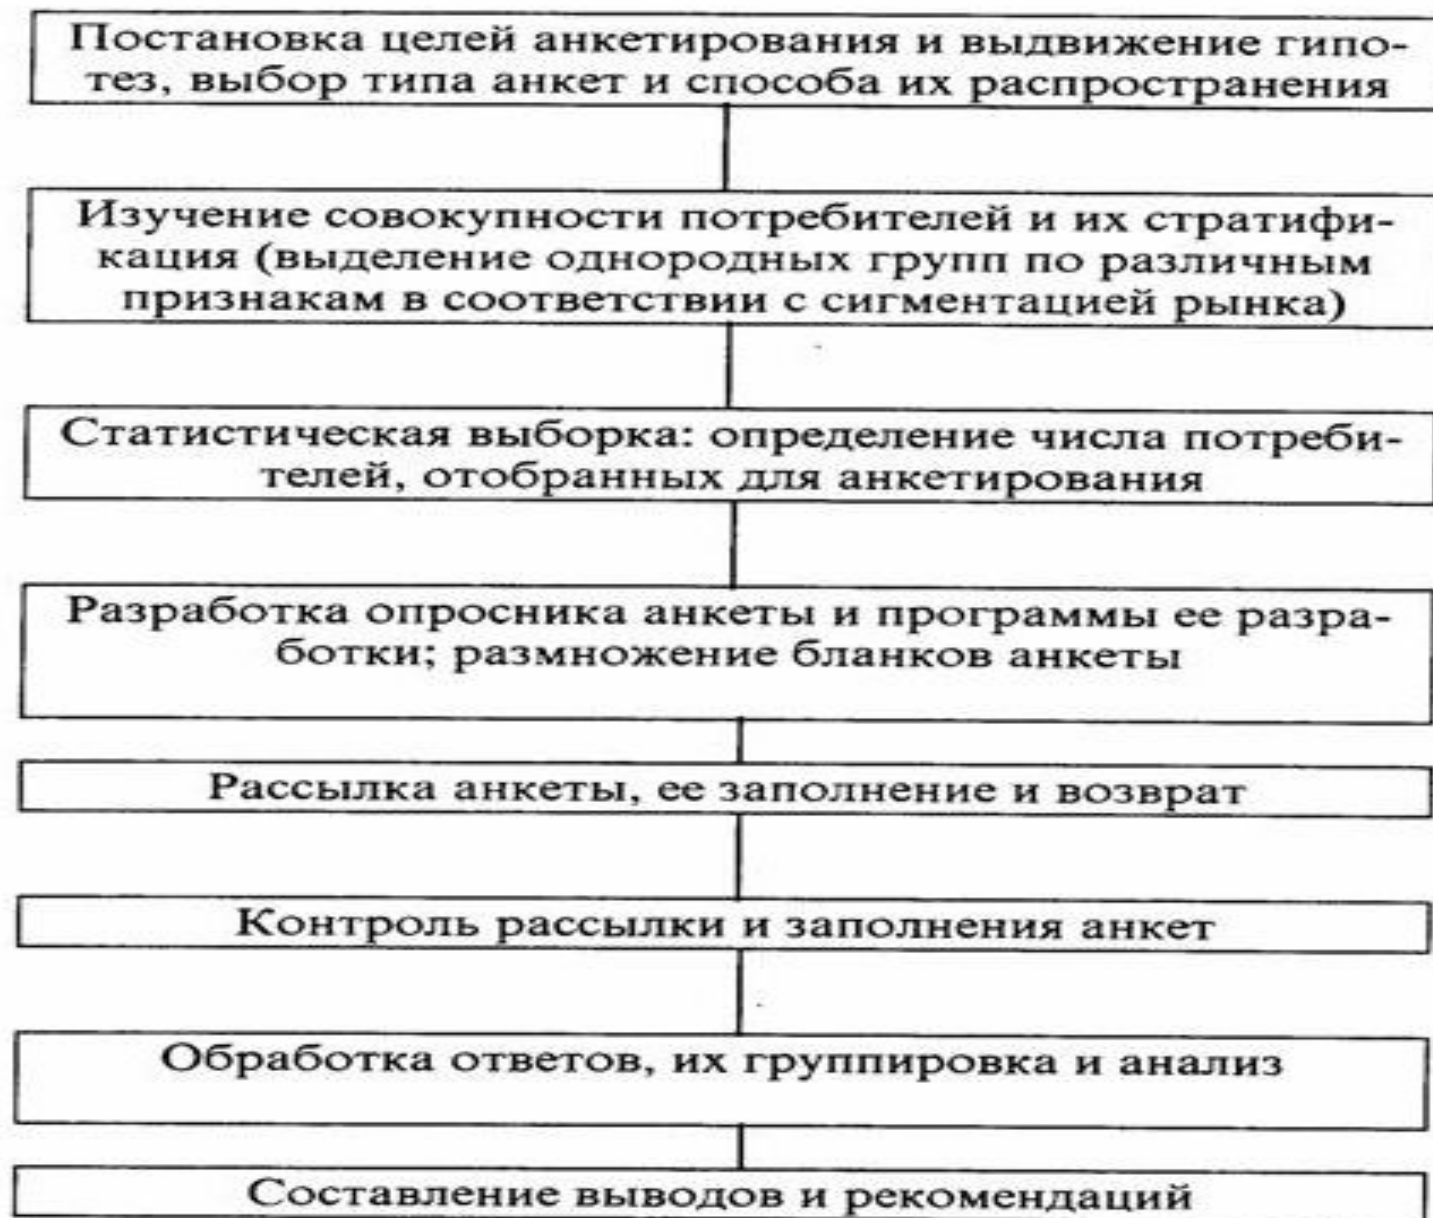 Постановка целей анкетирования и выдвижение гипо-
тез, выбор типа анкет и способа их распространения
Изучение совокупности потребителей и их стратифи-
кация (выделение однородных групп по различным
признакам в соответствии с сигментацией рынка)
Статистическая выборка: определение числа потреби-
телей, отобранных для анкетирования
Разработка опросника анкеты и программы ее разра-
ботки; размножение бланков анкеты
Рассылка анкеты, ее заполнение и возврат
Контроль рассылки и заполнения анкет
Обработка ответов, их группировка и анализ
Составление выводов и рекомендаций